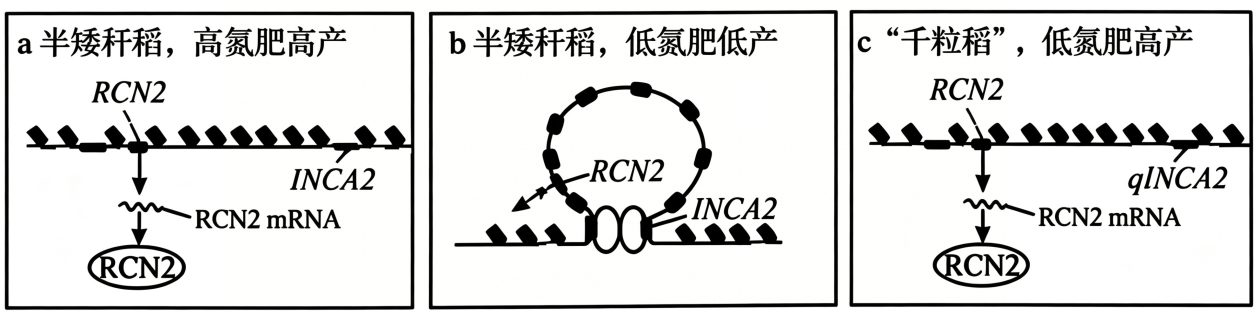 a 半矮秆稻，高氮肥高产
RCN2
INCA2
RCN2 mRNA
RCN2
b 半矮秆稻，低氮肥低产
RCN2
INCA2
c “千粒稻”，低氮肥高产
RCN2
qINCA2
RCN2 mRNA
RCN2